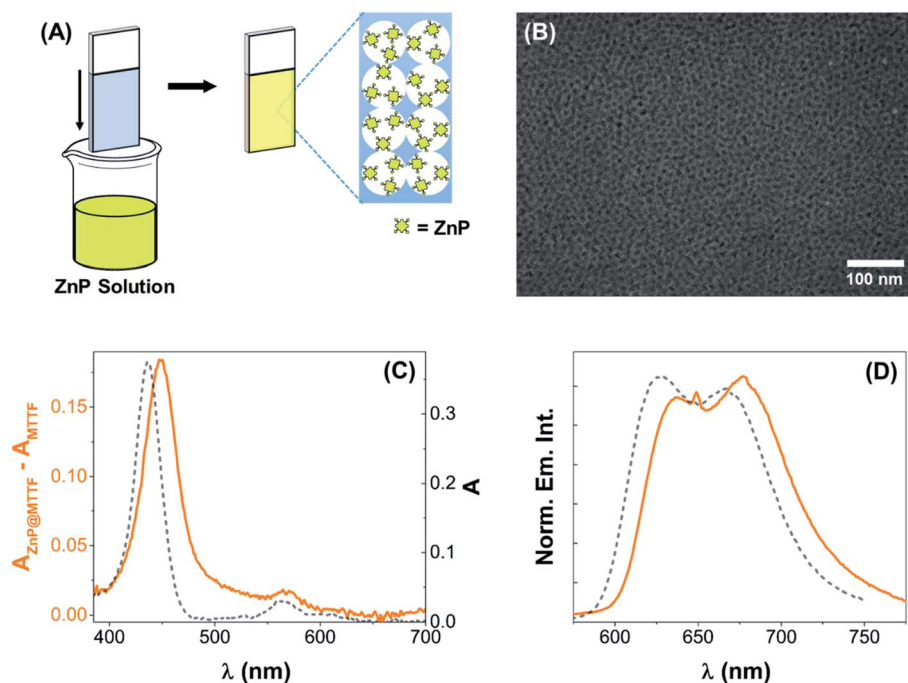 (A)
ZnP Solution
= ZnP
(B)
100 nm
(C)
A_ZnP@MTTF - A_MTTF
0.15
0.10
0.05
0.00
A
0.3
0.2
0.1
0.0
400
500
600
700
λ (nm)
(D)
Norm. Em. Int.
600
650
700
750
λ (nm)